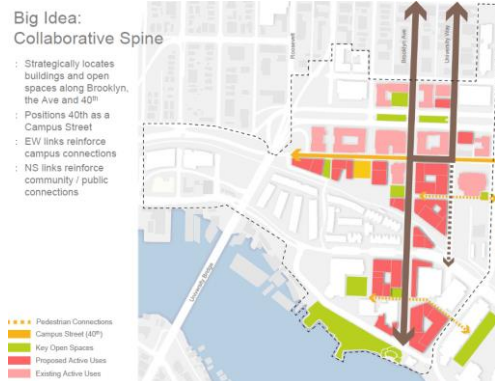 Big Idea:
Collaborative Spine
: Strategically locates
buildings and open
spaces along Brooklyn,
the Ave and 40th
: Positions 40th as a
Campus Street
: EW links reinforce
campus connections
: NS links reinforce
community / public
connections
Roosevelt
Brooklyn Ave
University Way
University Bridge
Pedestrian Connections
Campus Street (40th)
Key Open Spaces
Proposed Active Uses
Existing Active Uses